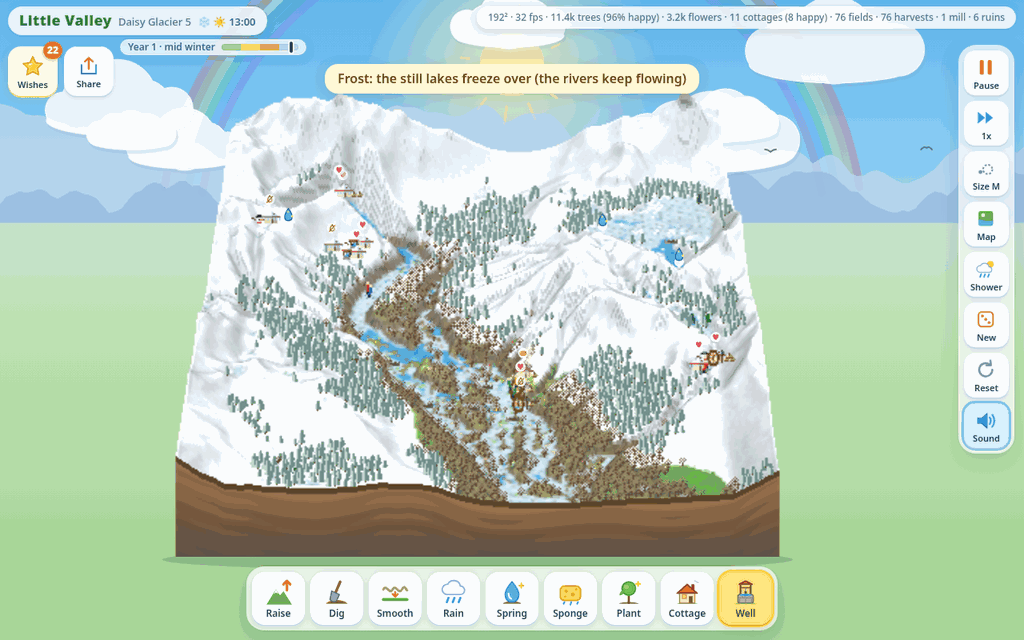 Little Valley Daisy Glacier 5 13:00
192² · 32 fps · 11.4k trees (96% happy) · 3.2k flowers · 11 cottages (8 happy) · 76 fields · 76 harvests · 1 mill · 6 ruins
Year 1 · mid winter
22
Wishes
Share
Frost: the still lakes freeze over (the rivers keep flowing)
Pause
1x
Size M
Map
Shower
New
Reset
Sound
Raise
Dig
Smooth
Rain
Spring
Sponge
Plant
Cottage
Well